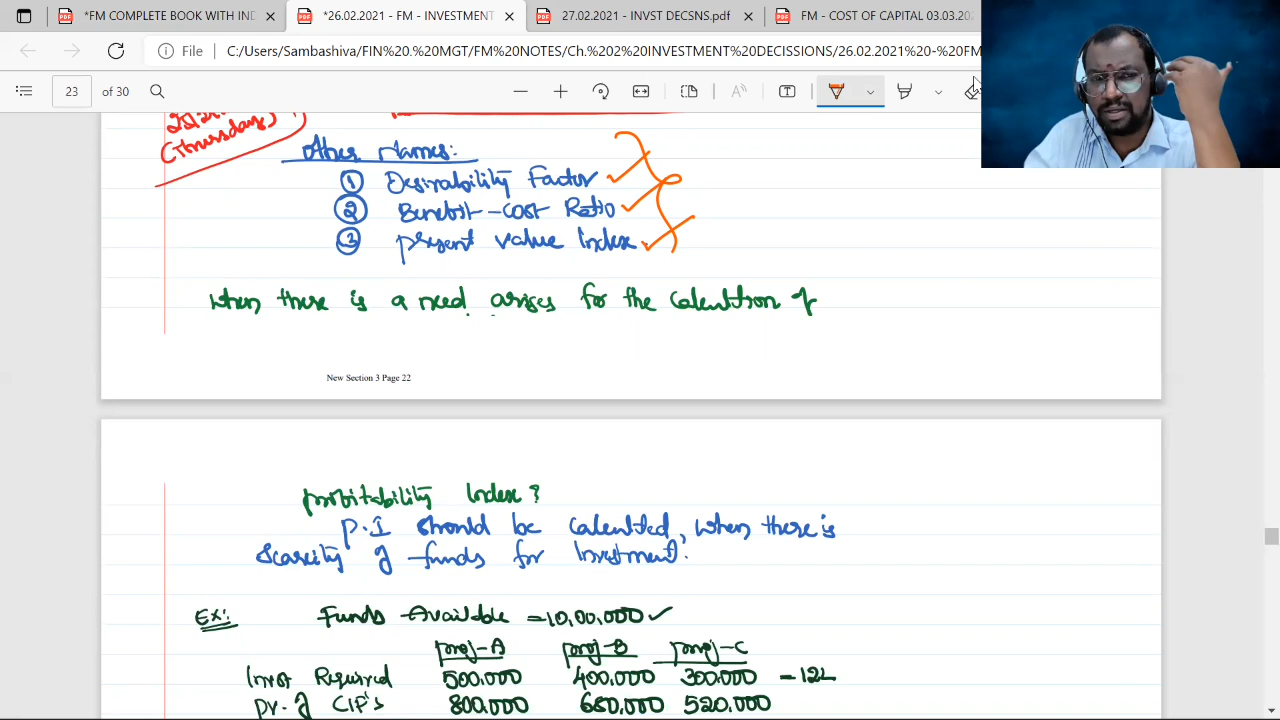 *FM COMPLETE BOOK WITH IND
*26.02.2021 - FM - INVESTMENT
27.02.2021 - INVST DECSNS.pdf
FM - COST OF CAPITAL 03.03.202
File
C:/Users/Sambashiva/FIN%20.%20MGT/FM%20NOTES/Ch.%202%20INVESTMENT%20DECISSIONS/26.02.2021%20-%20FM
23 of 30
(Thursday)
Other Names:
① Desirability Factor
② Benefit-Cost Ratio
③ Present Value Index
When there is a need arises for the Calcultion of
New Section 3 Page 22
Profitability Index?
P.I should be Calculted, When there is
Scarcity of funds for Investment.
Ex: Funds Available = 10,00,000
Proj-A Proj-B Proj-C
Invst Required 500,000 400,000 300,000 = 12L
PV. of CIF's 800,000 680,000 520,000